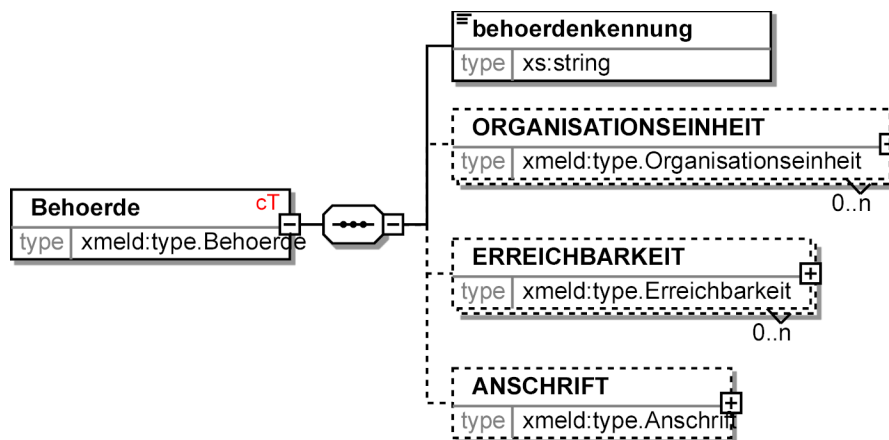 behoerdenkennung
type xs:string
ORGANISATIONSEINHEIT
type xmeld:type.Organisationseinheit
0..n
Behoerde cT
type xmeld:type.Behoerde
ERREICHBARKEIT
type xmeld:type.Erreichbarkeit
0..n
ANSCHRIFT
type xmeld:type.Anschrift